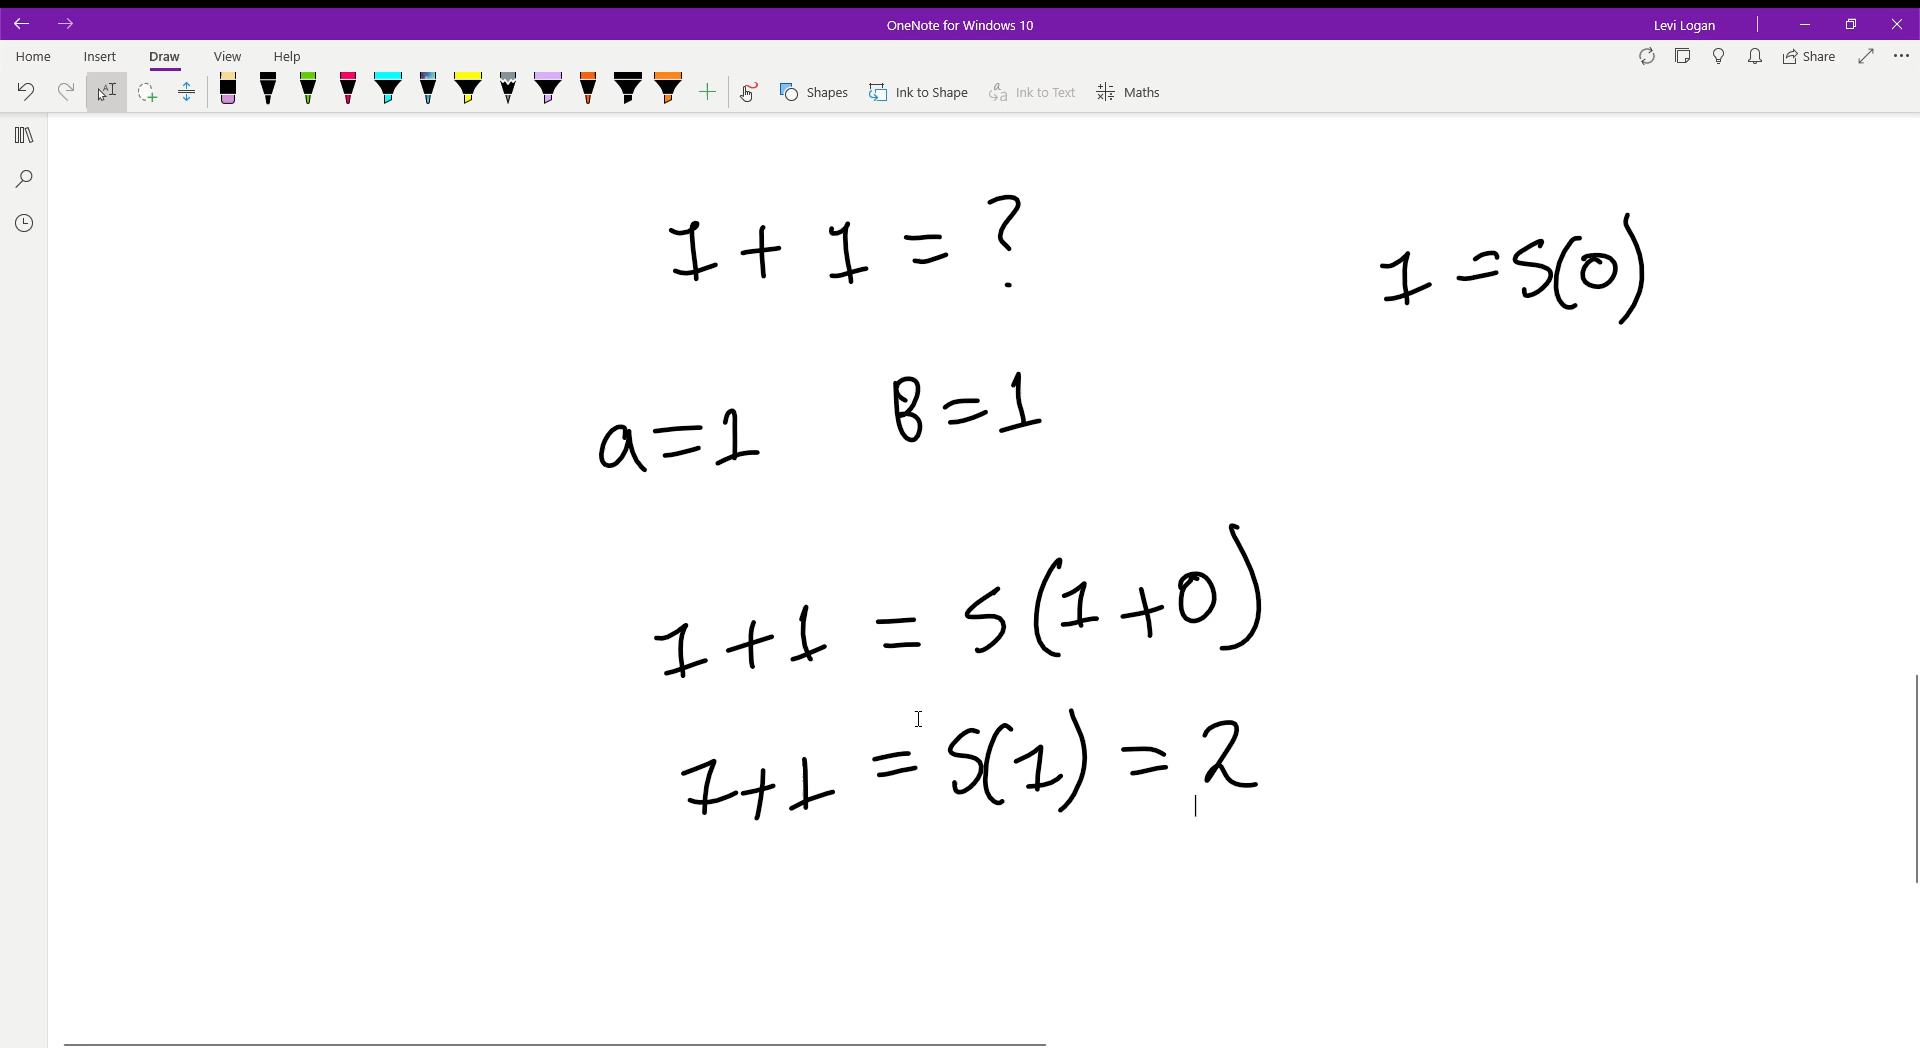 OneNote for Windows 10
Levi Logan
Home Insert Draw View Help
Share
Shapes Ink to Shape Ink to Text Maths
1 + 1 = ?
1 = S(0)
a = 1
B = 1
1 + 1 = S(1 + 0)
1 + 1 = S(1) = 2